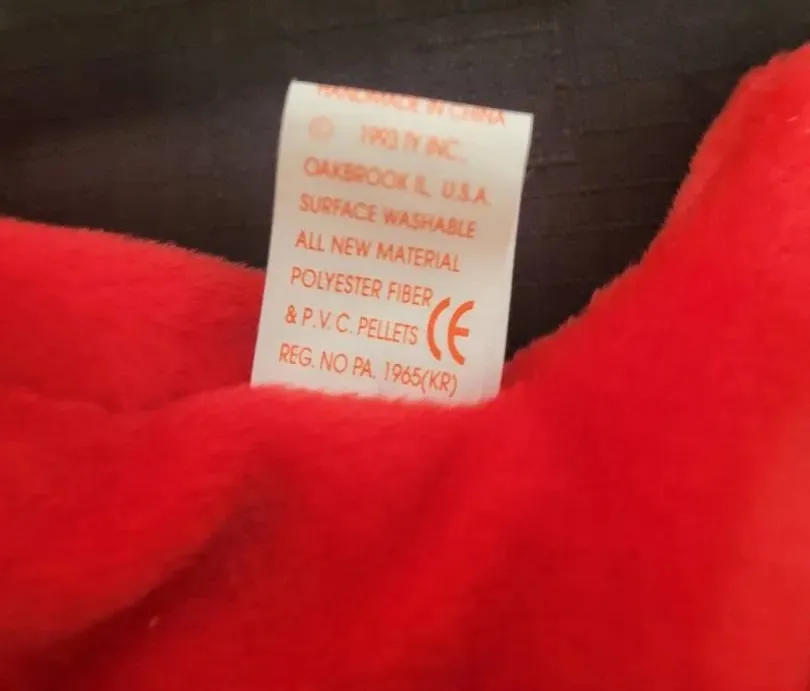 HANDMADE IN CHINA
© 1993 TY INC.,
OAKBROOK IL, U.S.A.
SURFACE WASHABLE
ALL NEW MATERIAL
POLYESTER FIBER
& P.V.C. PELLETS CE
REG. NO PA. 1965(KR)